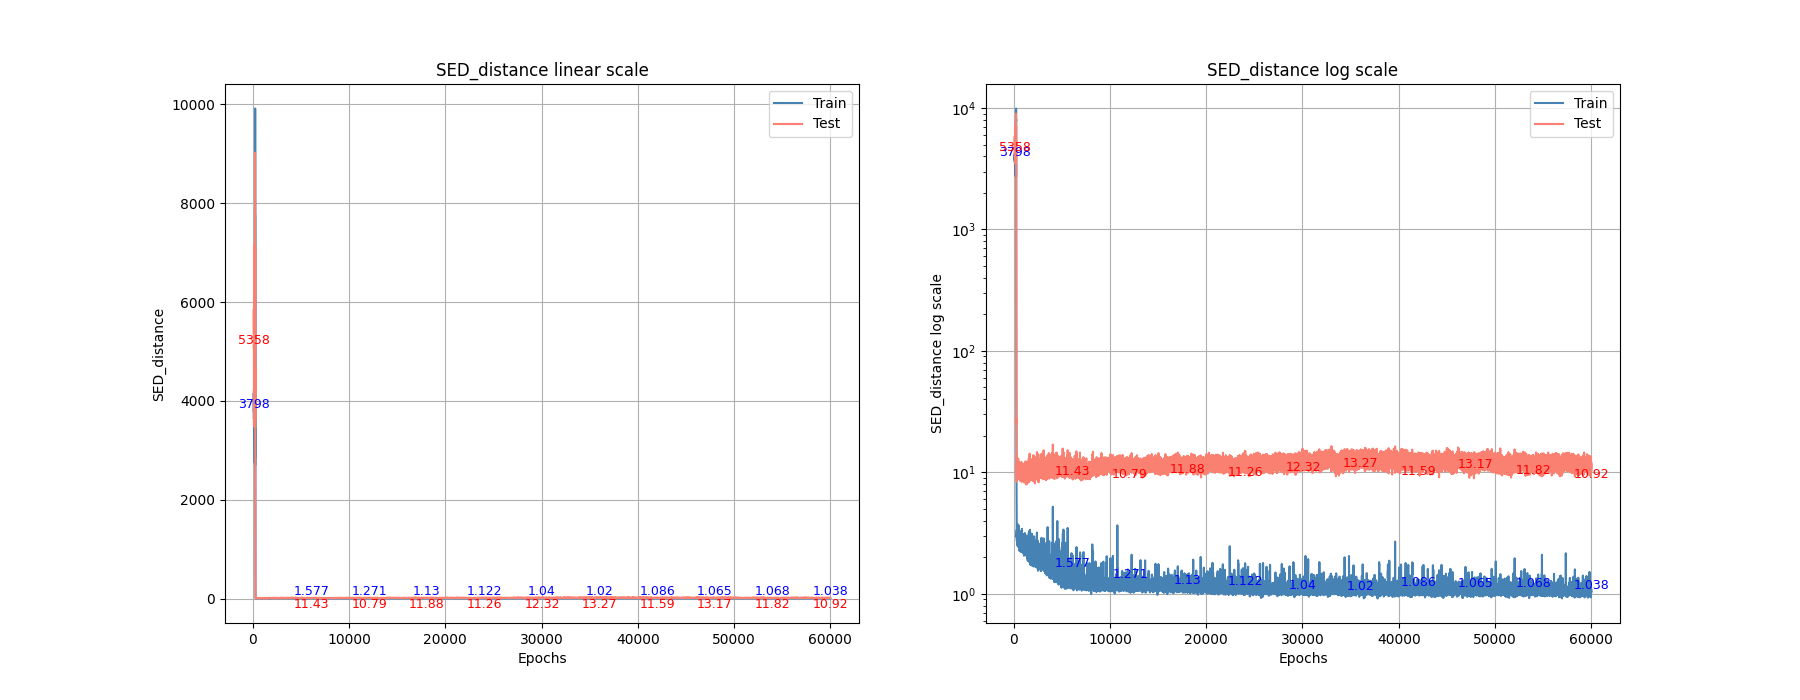 SED_distance linear scale
SED_distance
10000
8000
6000
4000
2000
0
Train
Test
5358
3798
1.577 1.271 1.13 1.122 1.04 1.02 1.086 1.065 1.068 1.038
11.43 10.79 11.88 11.26 12.32 13.27 11.59 13.17 11.82 10.92
0 10000 20000 30000 40000 50000 60000
Epochs
SED_distance log scale
SED_distance log scale
10⁴
10³
10²
10¹
10⁰
Train
Test
5358
3798
11.43 10.79 11.88 11.26 12.32 13.27 11.59 13.17 11.82 10.92
1.577 1.271 1.13 1.122 1.04 1.02 1.086 1.065 1.068 1.038
0 10000 20000 30000 40000 50000 60000
Epochs